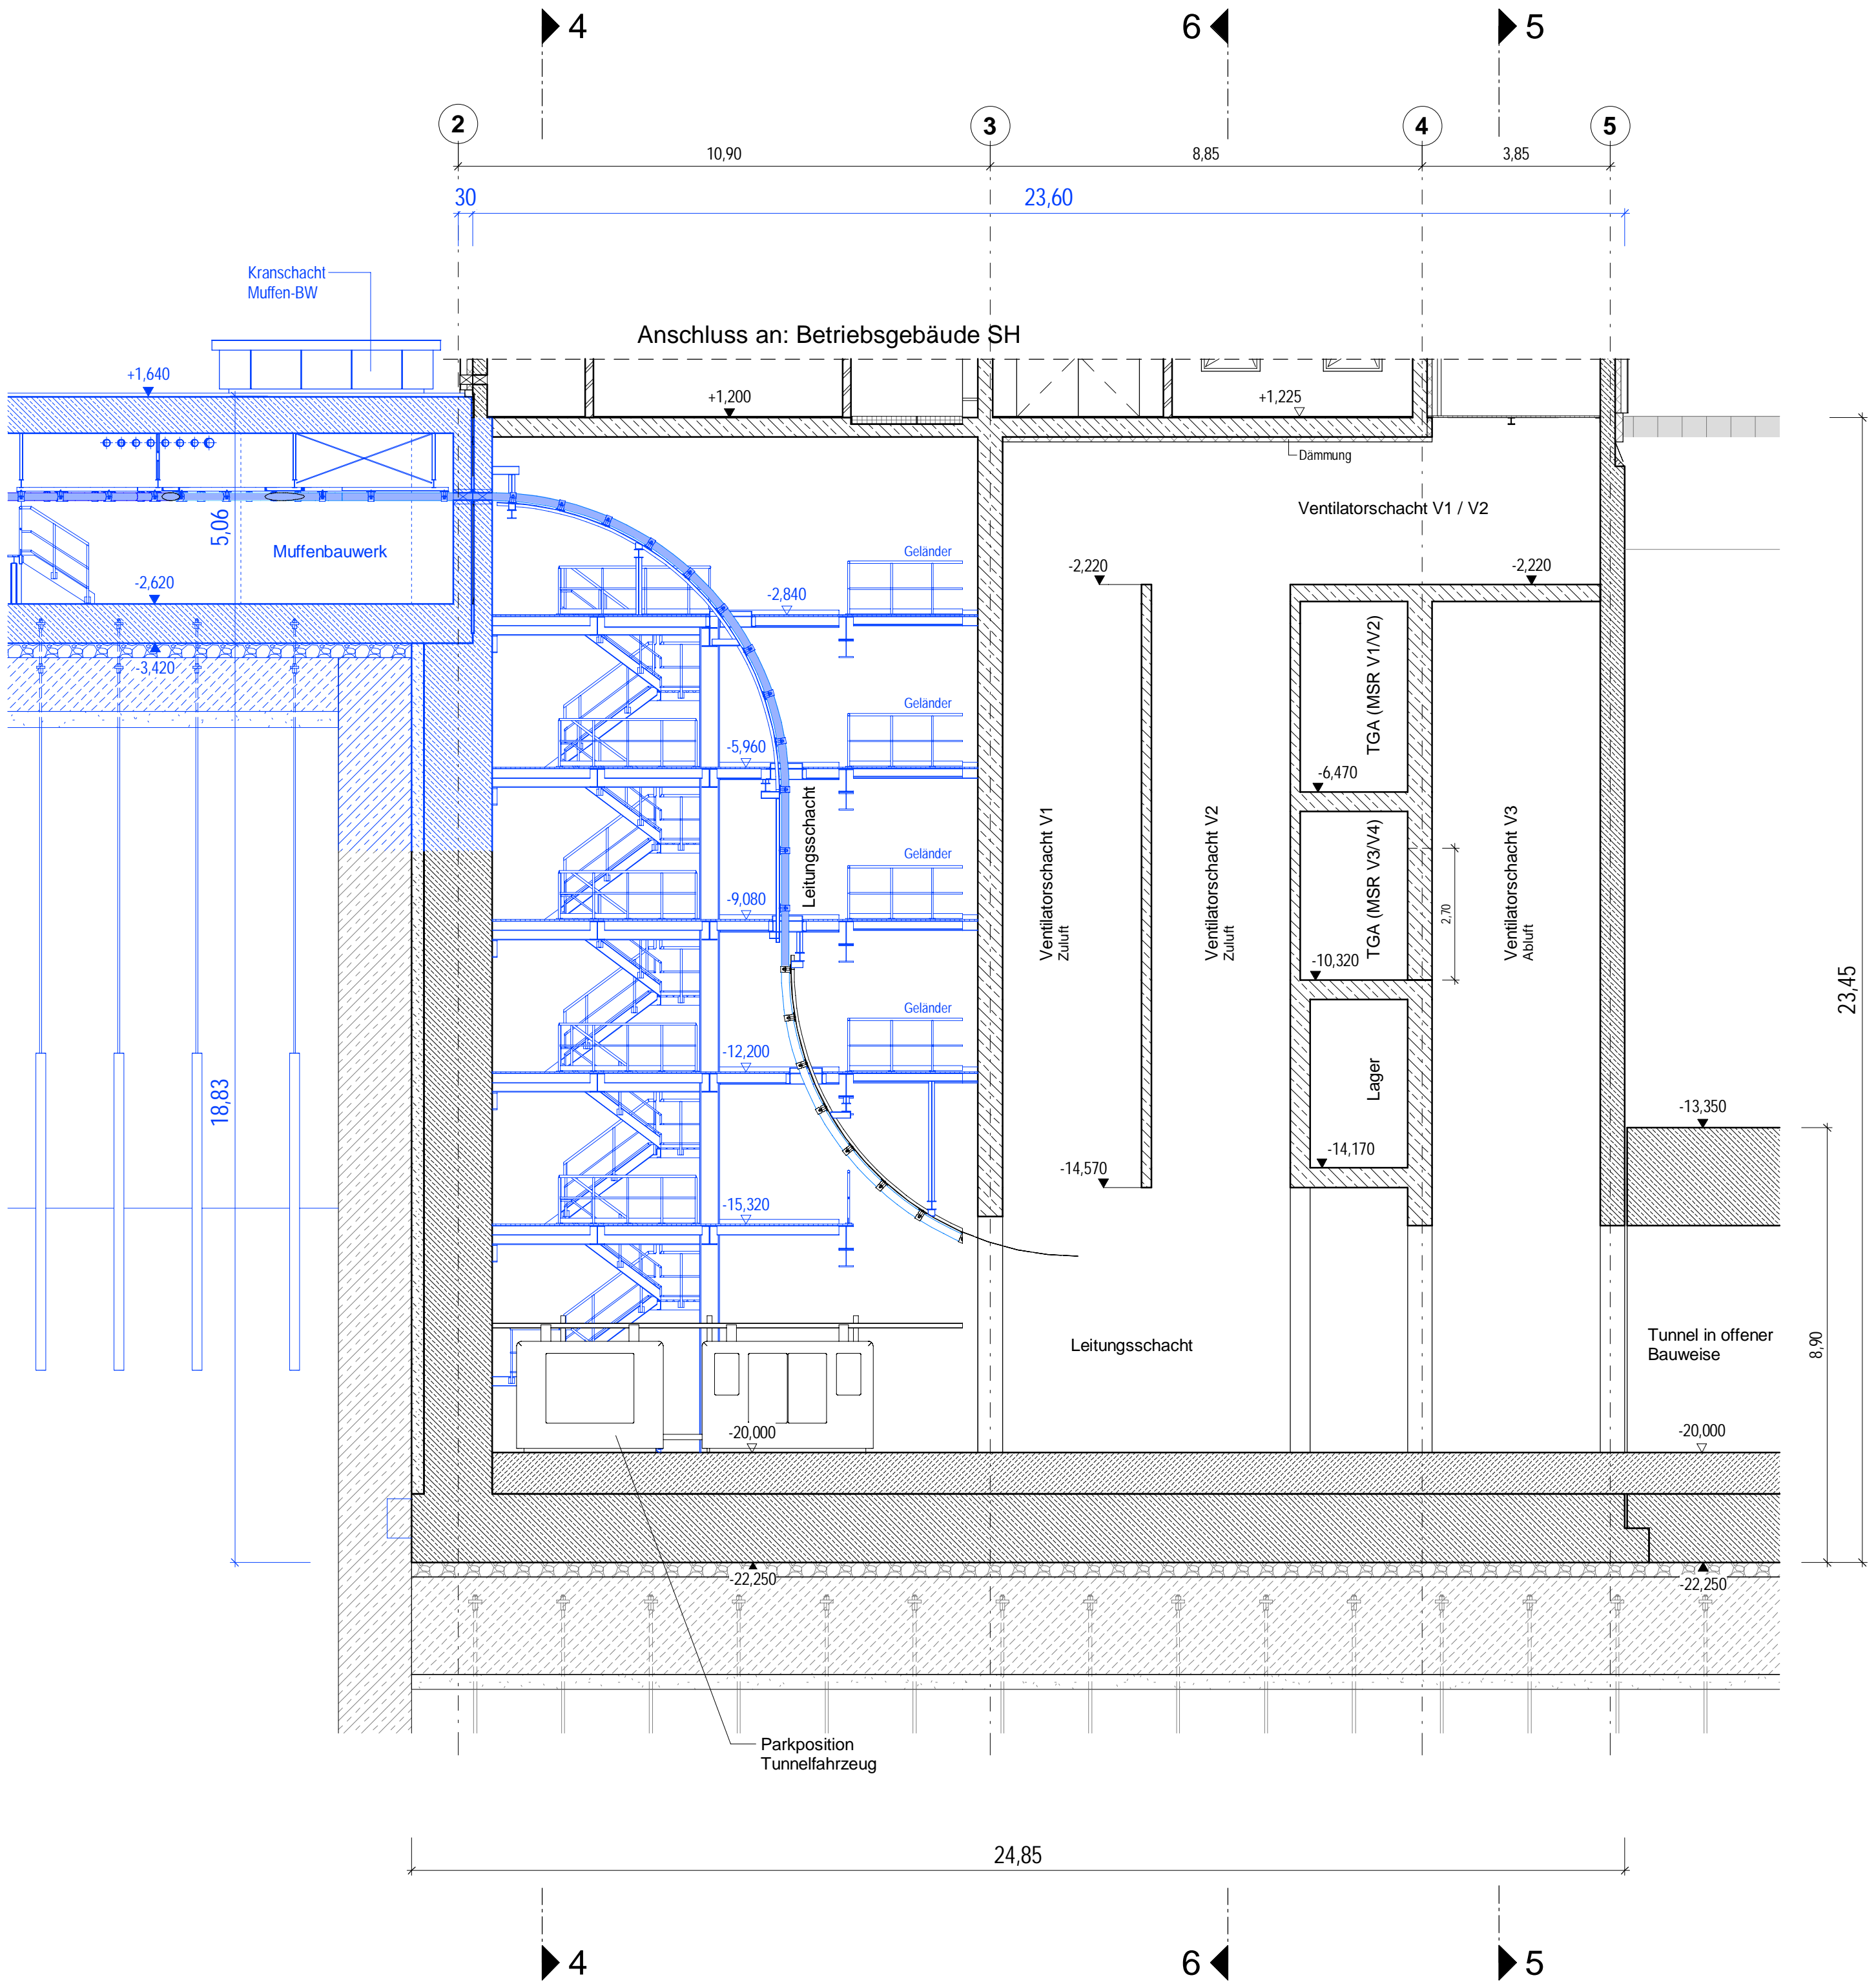 4
6
5
2
3
4
5
10,90
8,85
3,85
30
23,60
Kranschacht
Muffen-BW
Anschluss an: Betriebsgebäude SH
+1,640
+1,200
+1,225
Dämmung
Ventilatorschacht V1 / V2
5,06
Muffenbauwerk
Geländer
-2,620
-2,840
-2,220
-2,220
-3,420
TGA (MSR V1/V2)
Geländer
-5,960
-6,470
Leitungsschacht
Ventilatorschacht V1
Zuluft
Ventilatorschacht V2
Zuluft
TGA (MSR V3/V4)
Ventilatorschacht V3
Abluft
Geländer
-9,080
2,70
-10,320
23,45
Geländer
-12,200
Lager
18,83
-13,350
-14,170
-14,570
-15,320
Leitungsschacht
Tunnel in offener
Bauweise
8,90
-20,000
-20,000
-22,250
-22,250
Parkposition
Tunnelfahrzeug
24,85
4
6
5